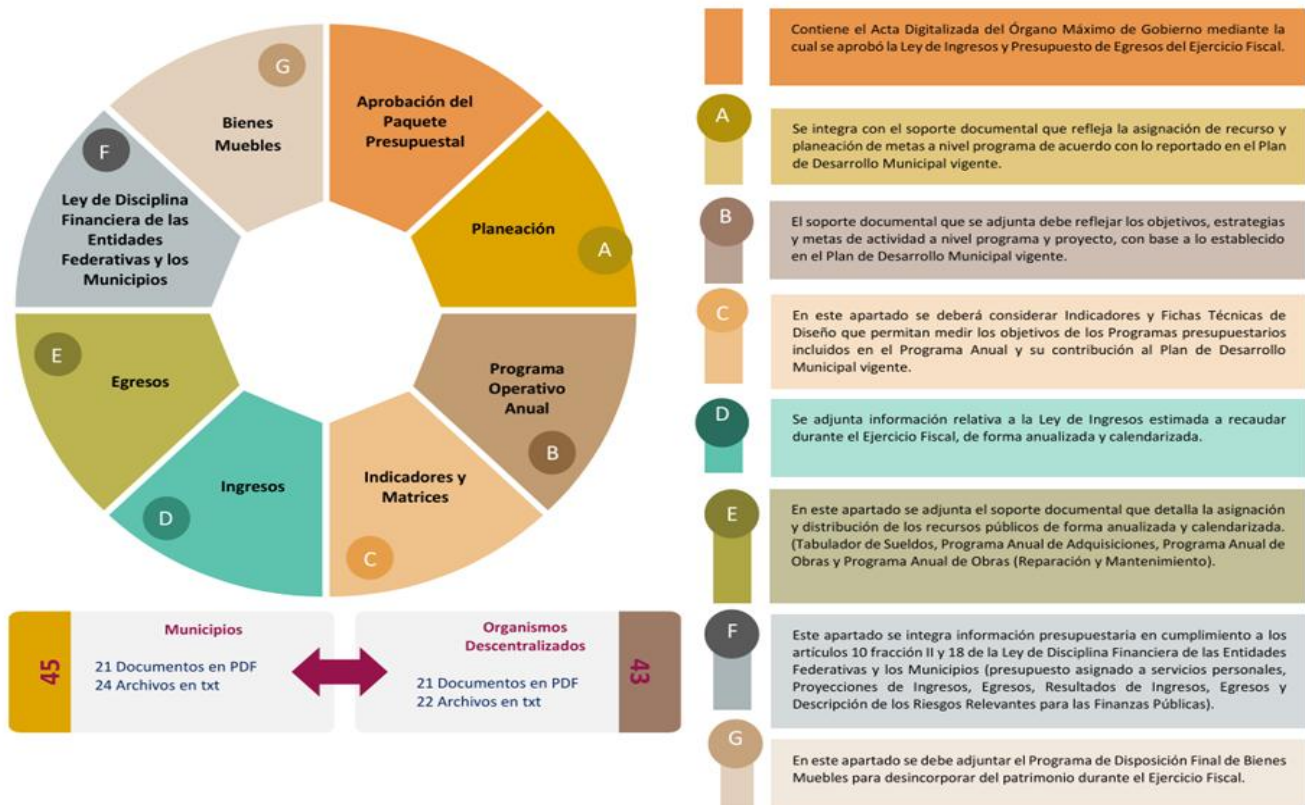 G
Bienes
Muebles
Aprobación del
Paquete
Presupuestal
F
Ley de Disciplina
Financiera de las
Entidades
Federativas y los
Municipios
Planeación
A
E
Egresos
Programa
Operativo
Anual
B
Ingresos
D
Indicadores y
Matrices
C
45
Municipios
21 Documentos en PDF
24 Archivos en txt
Organismos
Descentralizados
21 Documentos en PDF
22 Archivos en txt
43
Contiene el Acta Digitalizada del Órgano Máximo de Gobierno mediante la
cual se aprobó la Ley de Ingresos y Presupuesto de Egresos del Ejercicio Fiscal.
A
Se integra con el soporte documental que refleja la asignación de recurso y
planeación de metas a nivel programa de acuerdo con lo reportado en el Plan
de Desarrollo Municipal vigente.
B
El soporte documental que se adjunta debe reflejar los objetivos, estrategias
y metas de actividad a nivel programa y proyecto, con base a lo establecido
en el Plan de Desarrollo Municipal vigente.
C
En este apartado se deberá considerar Indicadores y Fichas Técnicas de
Diseño que permitan medir los objetivos de los Programas presupuestarios
incluidos en el Programa Anual y su contribución al Plan de Desarrollo
Municipal vigente.
D
Se adjunta información relativa a la Ley de Ingresos estimada a recaudar
durante el Ejercicio Fiscal, de forma anualizada y calendarizada.
E
En este apartado se adjunta el soporte documental que detalla la asignación
y distribución de los recursos públicos de forma anualizada y calendarizada.
(Tabulador de Sueldos, Programa Anual de Adquisiciones, Programa Anual de
Obras y Programa Anual de Obras (Reparación y Mantenimiento).
F
Este apartado se integra información presupuestaria en cumplimiento a los
artículos 10 fracción II y 18 de la Ley de Disciplina Financiera de las Entidades
Federativas y los Municipios (presupuesto asignado a servicios personales,
Proyecciones de Ingresos, Egresos, Resultados de Ingresos, Egresos y
Descripción de los Riesgos Relevantes para las Finanzas Públicas).
G
En este apartado se debe adjuntar el Programa de Disposición Final de Bienes
Muebles para desincorporar del patrimonio durante el Ejercicio Fiscal.